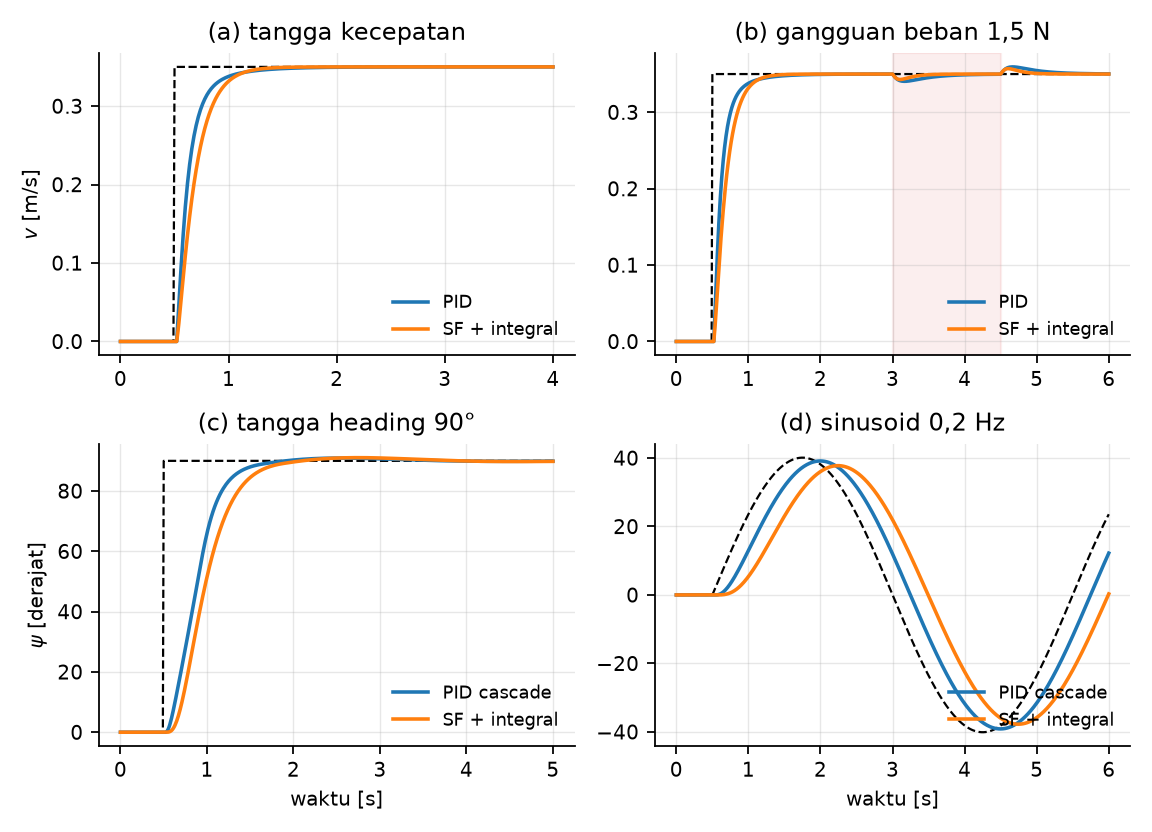 (a) tangga kecepatan
v [m/s]
0.3
0.2
0.1
0.0
0 1 2 3 4
PID
SF + integral
(b) gangguan beban 1,5 N
0.3
0.2
0.1
0.0
0 1 2 3 4 5 6
PID
SF + integral
(c) tangga heading 90°
ψ [derajat]
80
60
40
20
0
0 1 2 3 4 5
waktu [s]
PID cascade
SF + integral
(d) sinusoid 0,2 Hz
40
20
0
−20
−40
0 1 2 3 4 5 6
waktu [s]
PID cascade
SF + integral